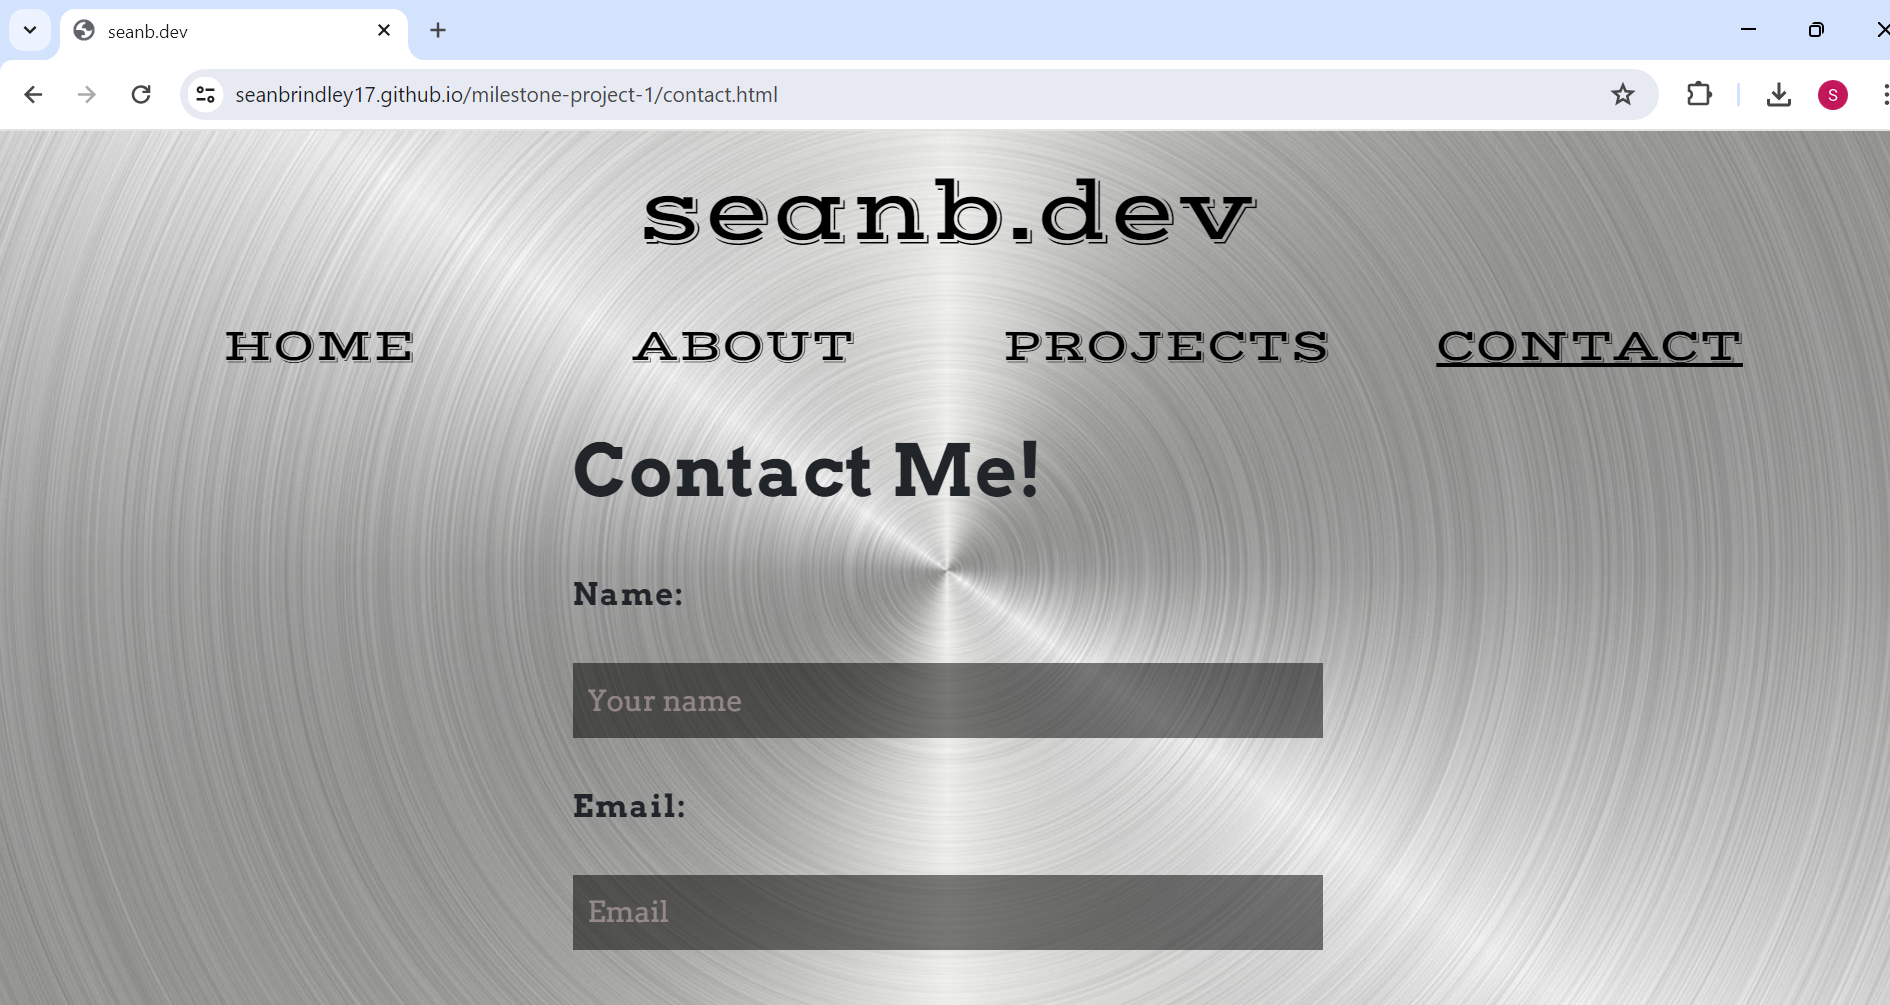 seanb.dev
seanbrindley17.github.io/milestone-project-1/contact.html
S
seanb.dev
HOME ABOUT PROJECTS CONTACT
Contact Me!
Name:
Your name
Email:
Email